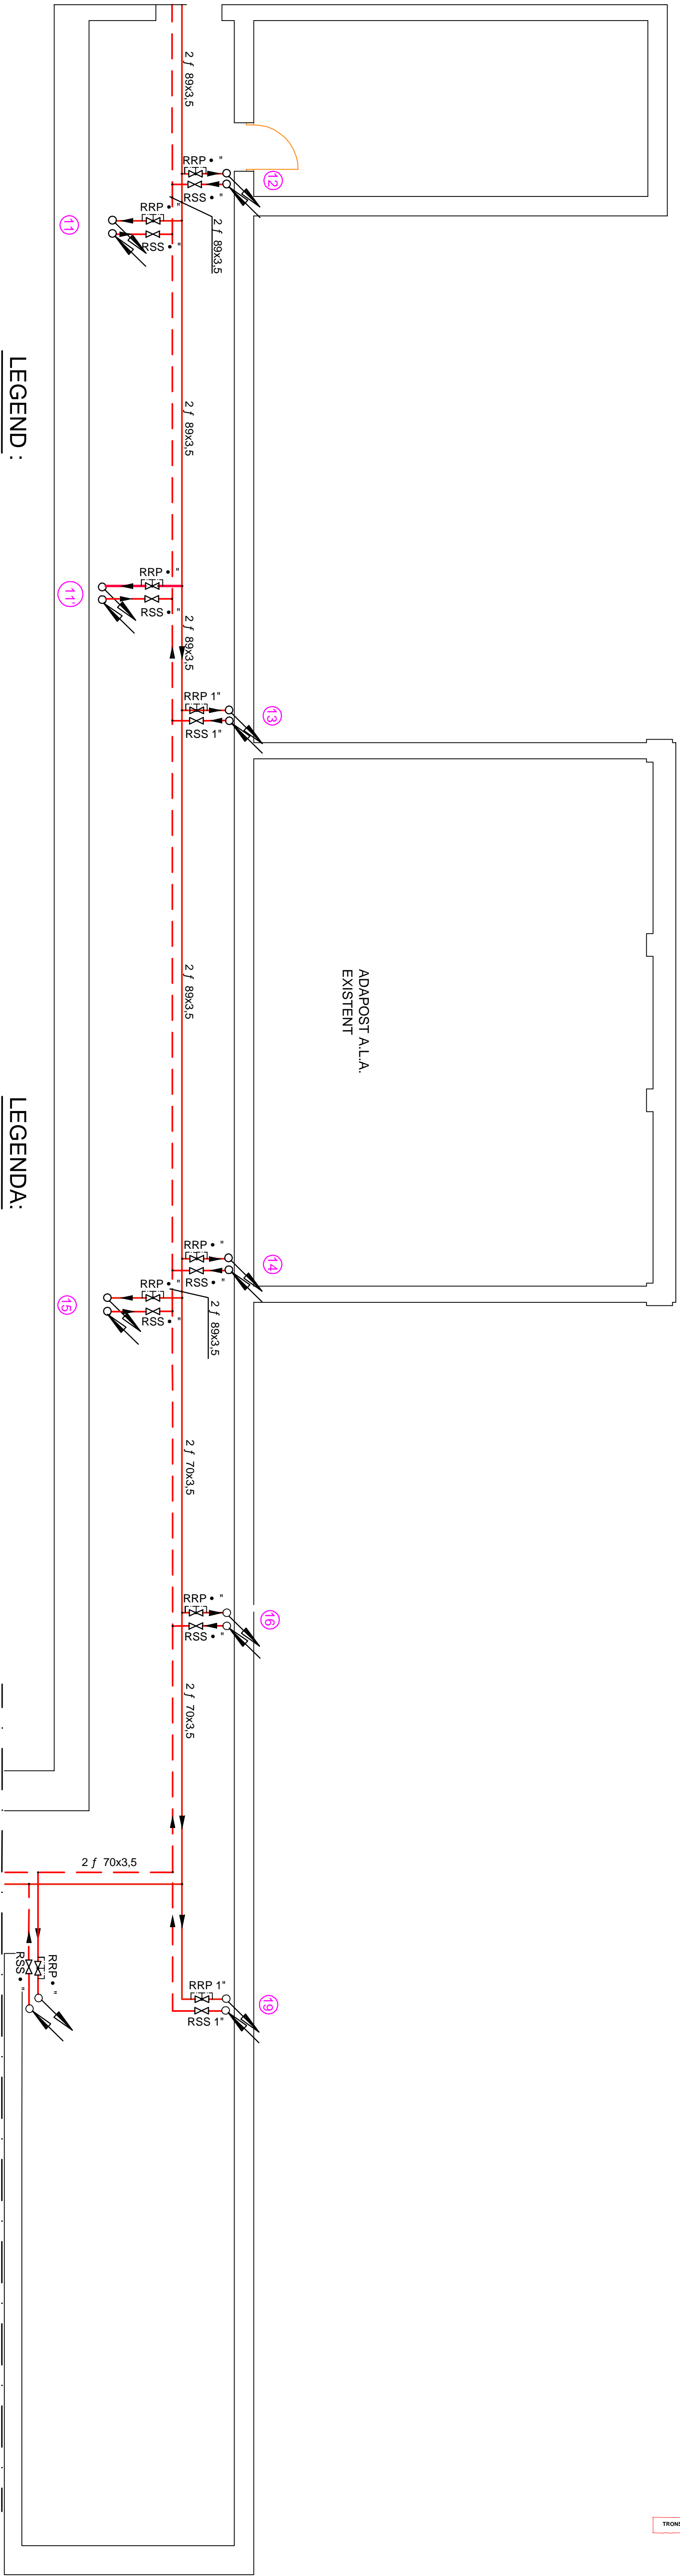 2 ƒ 89x3,5
RRP • "
12
RSS • "
RRP • "
11
RSS • "
2 ƒ 89x3,5
LEGEND :
2 ƒ 89x3,5
RRP • "
11'
RSS • "
2 ƒ 89x3,5
RRP 1"
13
RSS 1"
2 ƒ 89x3,5
ADAPOST A.L.A.
EXISTENT
LEGENDA:
RRP • "
14
RSS • "
RRP • "
15
RSS • "
2 ƒ 89x3,5
2 ƒ 70x3,5
RRP • "
16
RSS • "
2 ƒ 70x3,5
2 ƒ 70x3,5
RRP • "
RSS • "
RRP 1"
19
RSS 1"